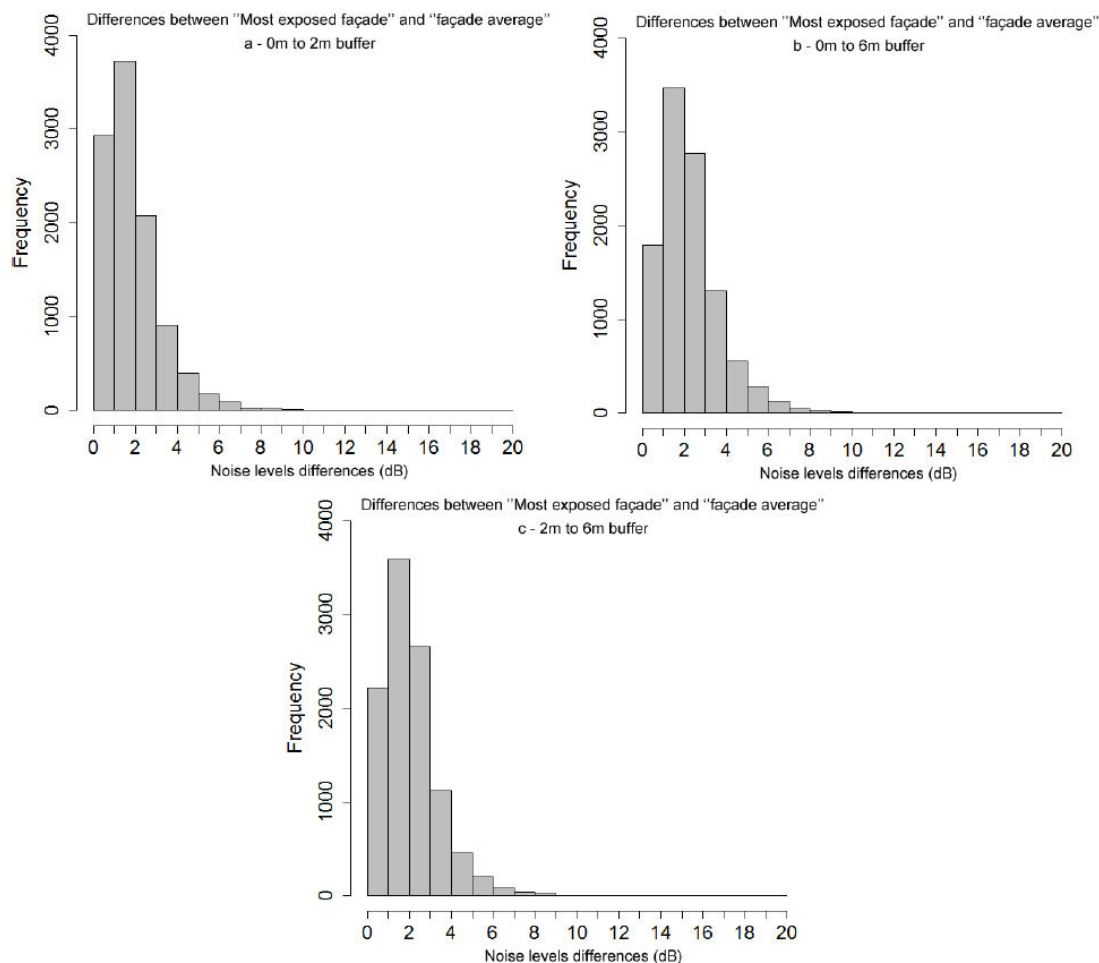 Differences between "Most exposed façade" and "façade average"
a - 0m to 2m buffer
4000
3000
2000
1000
0
Frequency
0 2 4 6 8 10 12 14 16 18 20
Noise levels differences (dB)
Differences between "Most exposed façade" and "façade average"
b - 0m to 6m buffer
4000
3000
2000
1000
0
Frequency
0 2 4 6 8 10 12 14 16 18 20
Noise levels differences (dB)
Differences between "Most exposed façade" and "façade average"
c - 2m to 6m buffer
4000
3000
2000
1000
0
Frequency
0 2 4 6 8 10 12 14 16 18 20
Noise levels differences (dB)